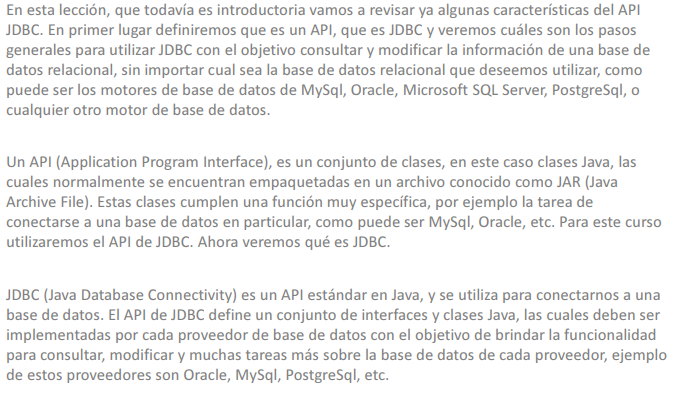 En esta lección, que todavía es introductoria vamos a revisar ya algunas características del API
JDBC. En primer lugar definiremos que es un API, que es JDBC y veremos cuáles son los pasos
generales para utilizar JDBC con el objetivo consultar y modificar la información de una base de
datos relacional, sin importar cual sea la base de datos relacional que deseemos utilizar, como
puede ser los motores de base de datos de MySql, Oracle, Microsoft SQL Server, PostgreSql, o
cualquier otro motor de base de datos.
Un API (Application Program Interface), es un conjunto de clases, en este caso clases Java, las
cuales normalmente se encuentran empaquetadas en un archivo conocido como JAR (Java
Archive File). Estas clases cumplen una función muy específica, por ejemplo la tarea de
conectarse a una base de datos en particular, como puede ser MySql, Oracle, etc. Para este curso
utilizaremos el API de JDBC. Ahora veremos qué es JDBC.
JDBC (Java Database Connectivity) es un API estándar en Java, y se utiliza para conectarnos a una
base de datos. El API de JDBC define un conjunto de interfaces y clases Java, las cuales deben ser
implementadas por cada proveedor de base de datos con el objetivo de brindar la funcionalidad
para consultar, modificar y muchas tareas más sobre la base de datos de cada proveedor, ejemplo
de estos proveedores son Oracle, MySql, PostgreSql, etc.